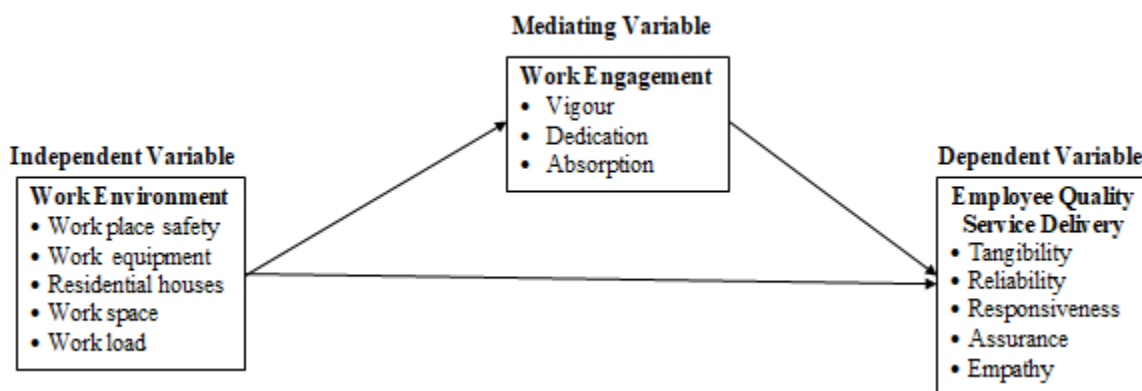 Mediating Variable
Work Engagement
• Vigour
• Dedication
• Absorption
Independent Variable
Work Environment
• Work place safety
• Work equipment
• Residential houses
• Work space
• Work load
Dependent Variable
Employee Quality
Service Delivery
• Tangibility
• Reliability
• Responsiveness
• Assurance
• Empathy